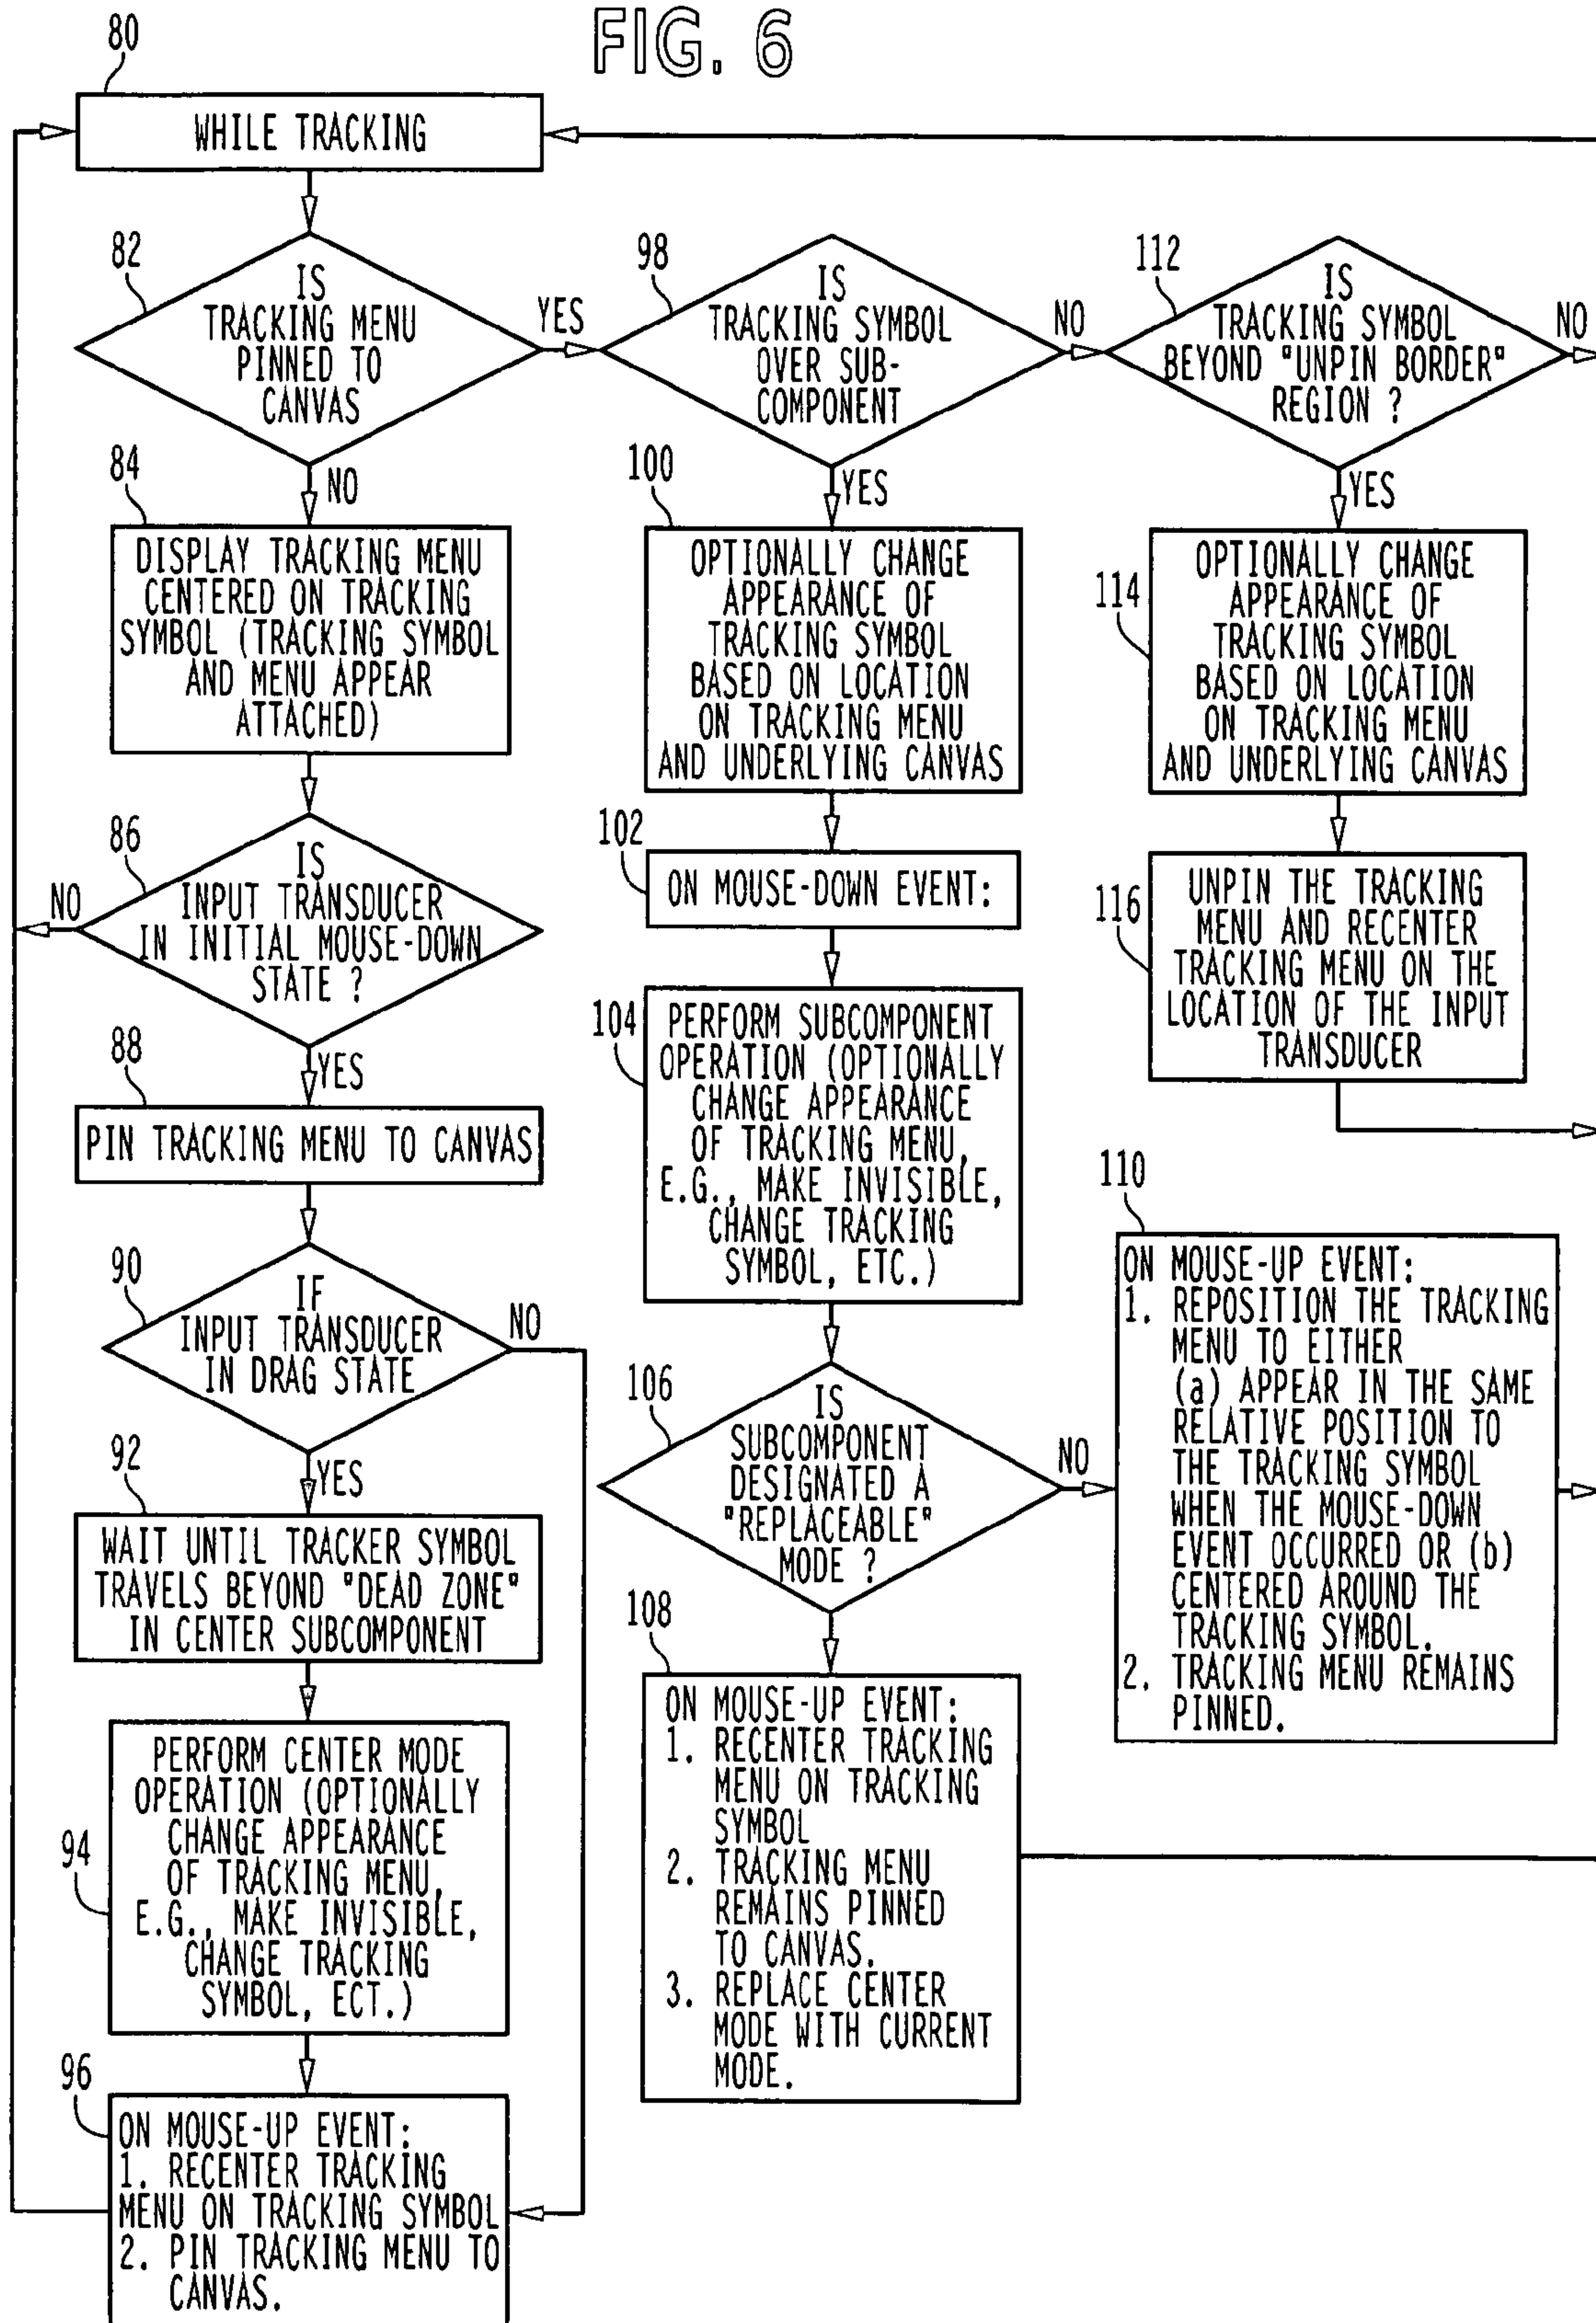 FIG. 6
80
WHILE TRACKING
82
IS
TRACKING MENU
PINNED TO
CANVAS
YES
NO
84
DISPLAY TRACKING MENU
CENTERED ON TRACKING
SYMBOL (TRACKING SYMBOL
AND MENU APPEAR
ATTACHED)
86
IS
INPUT TRANSDUCER
IN INITIAL MOUSE-DOWN
STATE ?
NO
YES
88
PIN TRACKING MENU TO CANVAS
90
IF
INPUT TRANSDUCER
IN DRAG STATE
NO
YES
92
WAIT UNTIL TRACKER SYMBOL
TRAVELS BEYOND "DEAD ZONE"
IN CENTER SUBCOMPONENT
94
PERFORM CENTER MODE
OPERATION (OPTIONALLY
CHANGE APPEARANCE
OF TRACKING MENU,
E.G., MAKE INVISIBLE,
CHANGE TRACKING
SYMBOL, ECT.)
96
ON MOUSE-UP EVENT:
1. RECENTER TRACKING
MENU ON TRACKING SYMBOL
2. PIN TRACKING MENU TO
CANVAS.
98
IS
TRACKING SYMBOL
OVER SUB-
COMPONENT
NO
YES
100
OPTIONALLY CHANGE
APPEARANCE OF
TRACKING SYMBOL
BASED ON LOCATION
ON TRACKING MENU
AND UNDERLYING CANVAS
102
ON MOUSE-DOWN EVENT:
104
PERFORM SUBCOMPONENT
OPERATION (OPTIONALLY
CHANGE APPEARANCE
OF TRACKING MENU,
E.G., MAKE INVISIBLE,
CHANGE TRACKING
SYMBOL, ETC.)
106
IS
SUBCOMPONENT
DESIGNATED A
"REPLACEABLE"
MODE ?
NO
108
ON MOUSE-UP EVENT:
1. RECENTER TRACKING
MENU ON TRACKING
SYMBOL
2. TRACKING MENU
REMAINS PINNED
TO CANVAS.
3. REPLACE CENTER
MODE WITH CURRENT
MODE.
110
ON MOUSE-UP EVENT:
1. REPOSITION THE TRACKING
MENU TO EITHER
(a) APPEAR IN THE SAME
RELATIVE POSITION TO
THE TRACKING SYMBOL
WHEN THE MOUSE-DOWN
EVENT OCCURRED OR (b)
CENTERED AROUND THE
TRACKING SYMBOL.
2. TRACKING MENU REMAINS
PINNED.
112
IS
TRACKING SYMBOL
BEYOND "UNPIN BORDER"
REGION ?
NO
YES
114
OPTIONALLY CHANGE
APPEARANCE OF
TRACKING SYMBOL
BASED ON LOCATION
ON TRACKING MENU
AND UNDERLYING CANVAS
116
UNPIN THE TRACKING
MENU AND RECENTER
TRACKING MENU ON THE
LOCATION OF THE INPUT
TRANSDUCER